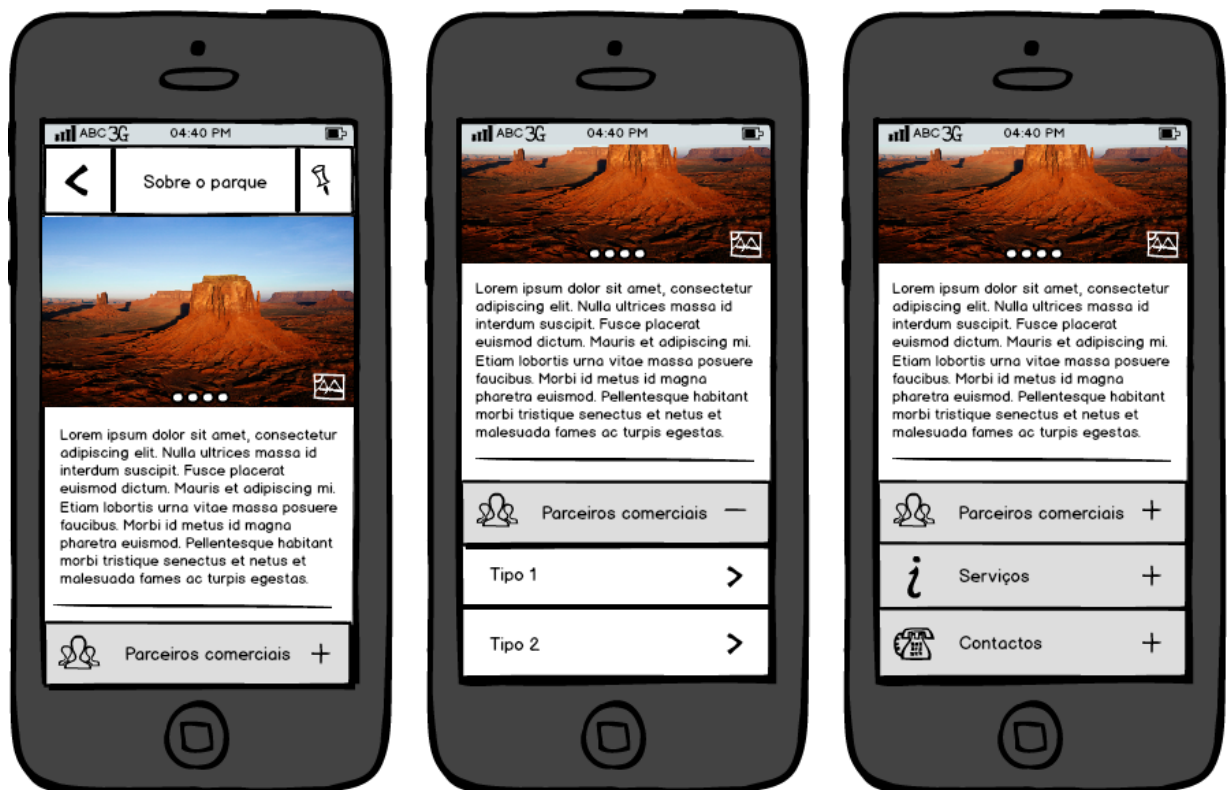 ABC 3G 04:40 PM
Sobre o parque
Lorem ipsum dolor sit amet, consectetur
adipiscing elit. Nulla ultrices massa id
interdum suscipit. Fusce placerat
euismod dictum. Mauris et adipiscing mi.
Etiam lobortis urna vitae massa posuere
faucibus. Morbi id metus id magna
pharetra euismod. Pellentesque habitant
morbi tristique senectus et netus et
malesuada fames ac turpis egestas.
Parceiros comerciais +
ABC 3G 04:40 PM
Lorem ipsum dolor sit amet, consectetur
adipiscing elit. Nulla ultrices massa id
interdum suscipit. Fusce placerat
euismod dictum. Mauris et adipiscing mi.
Etiam lobortis urna vitae massa posuere
faucibus. Morbi id metus id magna
pharetra euismod. Pellentesque habitant
morbi tristique senectus et netus et
malesuada fames ac turpis egestas.
Parceiros comerciais —
Tipo 1 >
Tipo 2 >
ABC 3G 04:40 PM
Lorem ipsum dolor sit amet, consectetur
adipiscing elit. Nulla ultrices massa id
interdum suscipit. Fusce placerat
euismod dictum. Mauris et adipiscing mi.
Etiam lobortis urna vitae massa posuere
faucibus. Morbi id metus id magna
pharetra euismod. Pellentesque habitant
morbi tristique senectus et netus et
malesuada fames ac turpis egestas.
Parceiros comerciais +
i Serviços +
Contactos +